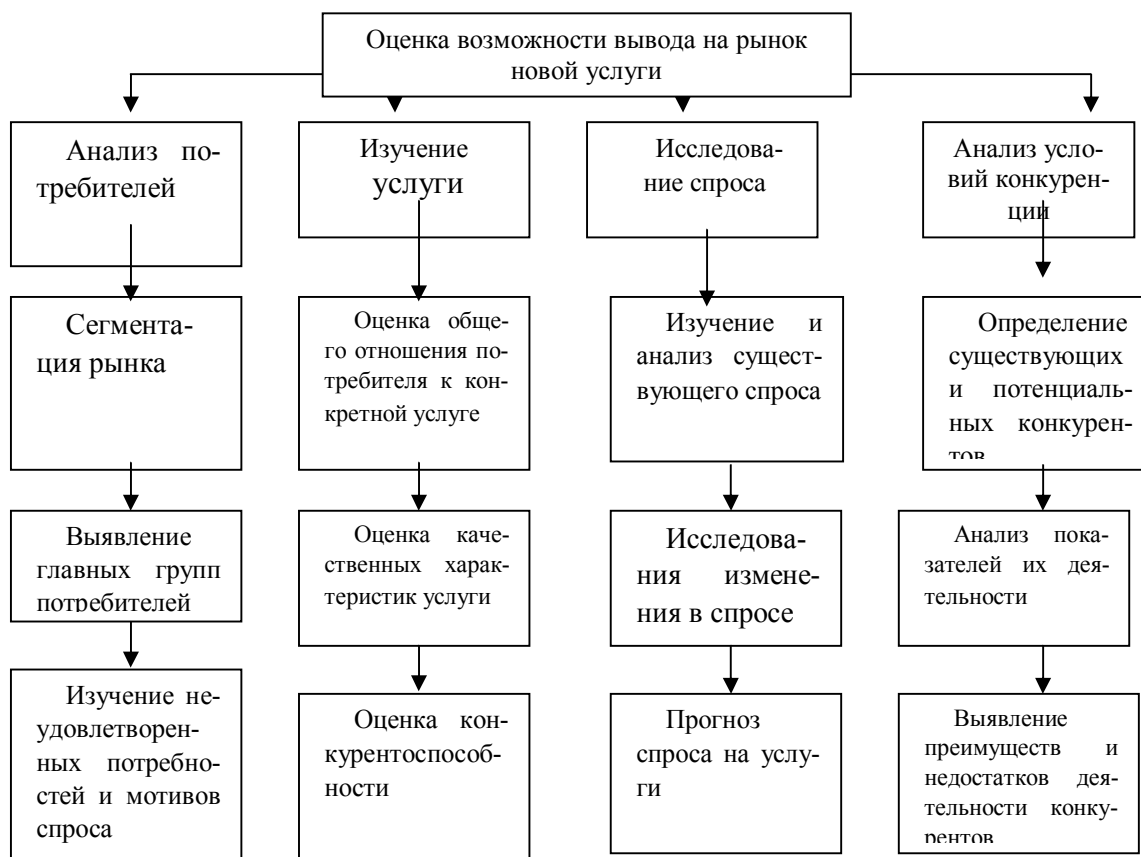 Оценка возможности вывода на рынок
новой услуги
Анализ по-
требителей
Изучение
услуги
Исследова-
ние спроса
Анализ усло-
вий конкурен-
ции
Сегмента-
ция рынка
Оценка обще-
го отношения по-
требителя к кон-
кретной услуге
Изучение и
анализ сущест-
вующего спроса
Определение
существующих
и потенциаль-
ных конкурен-
тов
Выявление
главных групп
потребителей
Оценка каче-
ственных харак-
теристик услуги
Исследова-
ния измене-
ния в спросе
Анализ пока-
зателей их дея-
тельности
Изучение не-
удовлетворен-
ных потребно-
стей и мотивов
спроса
Оценка кон-
курентоспособ-
ности
Прогноз
спроса на услу-
ги
Выявление
преимуществ и
недостатков дея-
тельности конку-
рентов